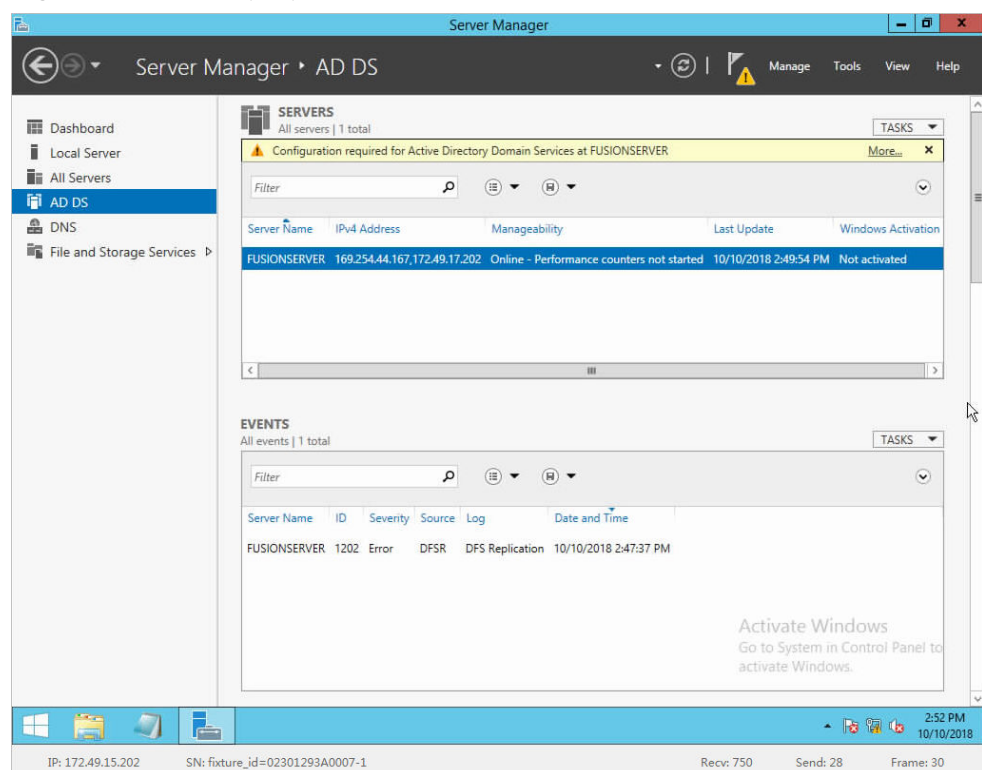 Server Manager
Server Manager ‣ AD DS
Manage Tools View Help
Dashboard
Local Server
All Servers
AD DS
DNS
File and Storage Services
SERVERS
All servers | 1 total
TASKS
Configuration required for Active Directory Domain Services at FUSIONSERVER More...
Filter
Server Name IPv4 Address Manageability Last Update Windows Activation
FUSIONSERVER 169.254.44.167,172.49.17.202 Online - Performance counters not started 10/10/2018 2:49:54 PM Not activated
EVENTS
All events | 1 total
TASKS
Filter
Server Name ID Severity Source Log Date and Time
FUSIONSERVER 1202 Error DFSR DFS Replication 10/10/2018 2:47:37 PM
Activate Windows
Go to System in Control Panel to
activate Windows.
2:52 PM
10/10/2018
IP: 172.49.15.202 SN: fixture_id=02301293A0007-1 Recv: 750 Send: 28 Frame: 30